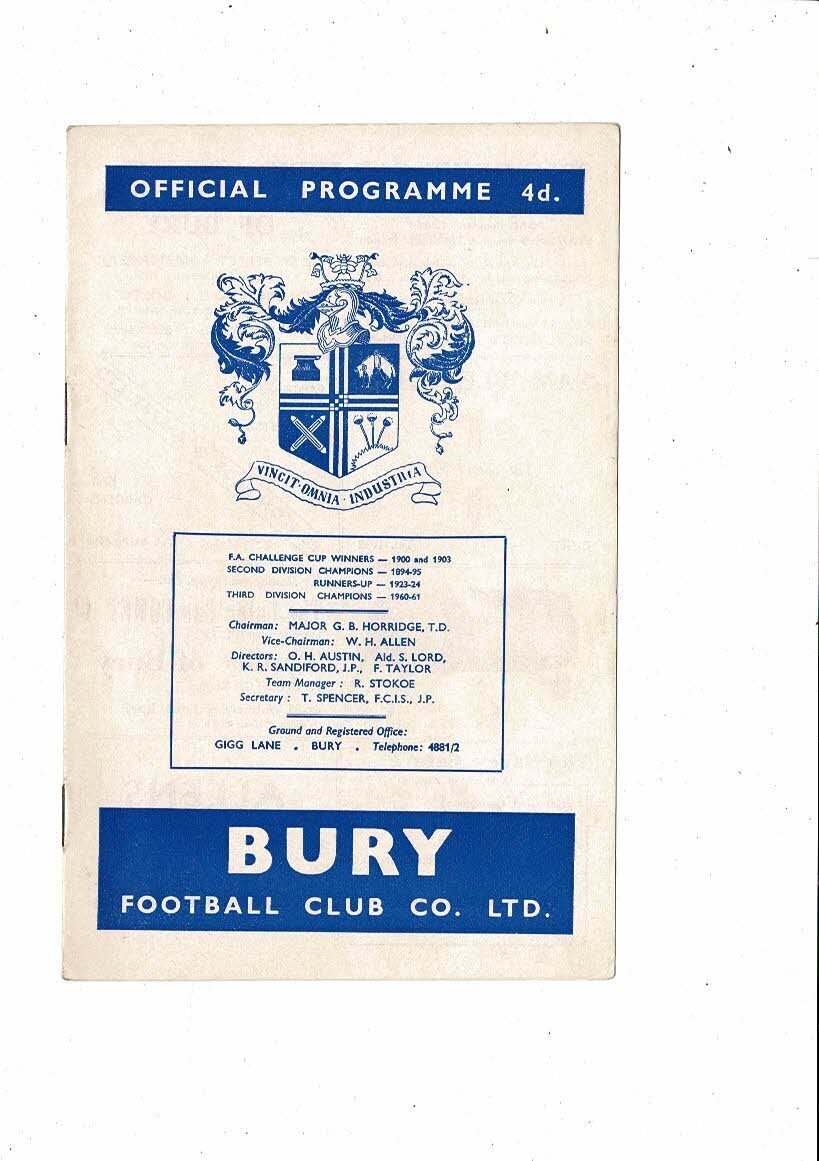 OFFICIAL PROGRAMME 4d.
VINCIT · OMNIA · INDUSTRIA
F.A. CHALLENGE CUP WINNERS — 1900 and 1903
SECOND DIVISION CHAMPIONS — 1894-95
RUNNERS-UP — 1923-24
THIRD DIVISION CHAMPIONS — 1960-61
Chairman: MAJOR G. B. HORRIDGE, T.D.
Vice-Chairman: W. H. ALLEN
Directors: O. H. AUSTIN, Ald. S. LORD,
K. R. SANDIFORD, J.P., F. TAYLOR
Team Manager : R. STOKOE
Secretary : T. SPENCER, F.C.I.S., J.P.
Ground and Registered Office:
GIGG LANE . BURY . Telephone: 4881/2
BURY
FOOTBALL CLUB CO. LTD.